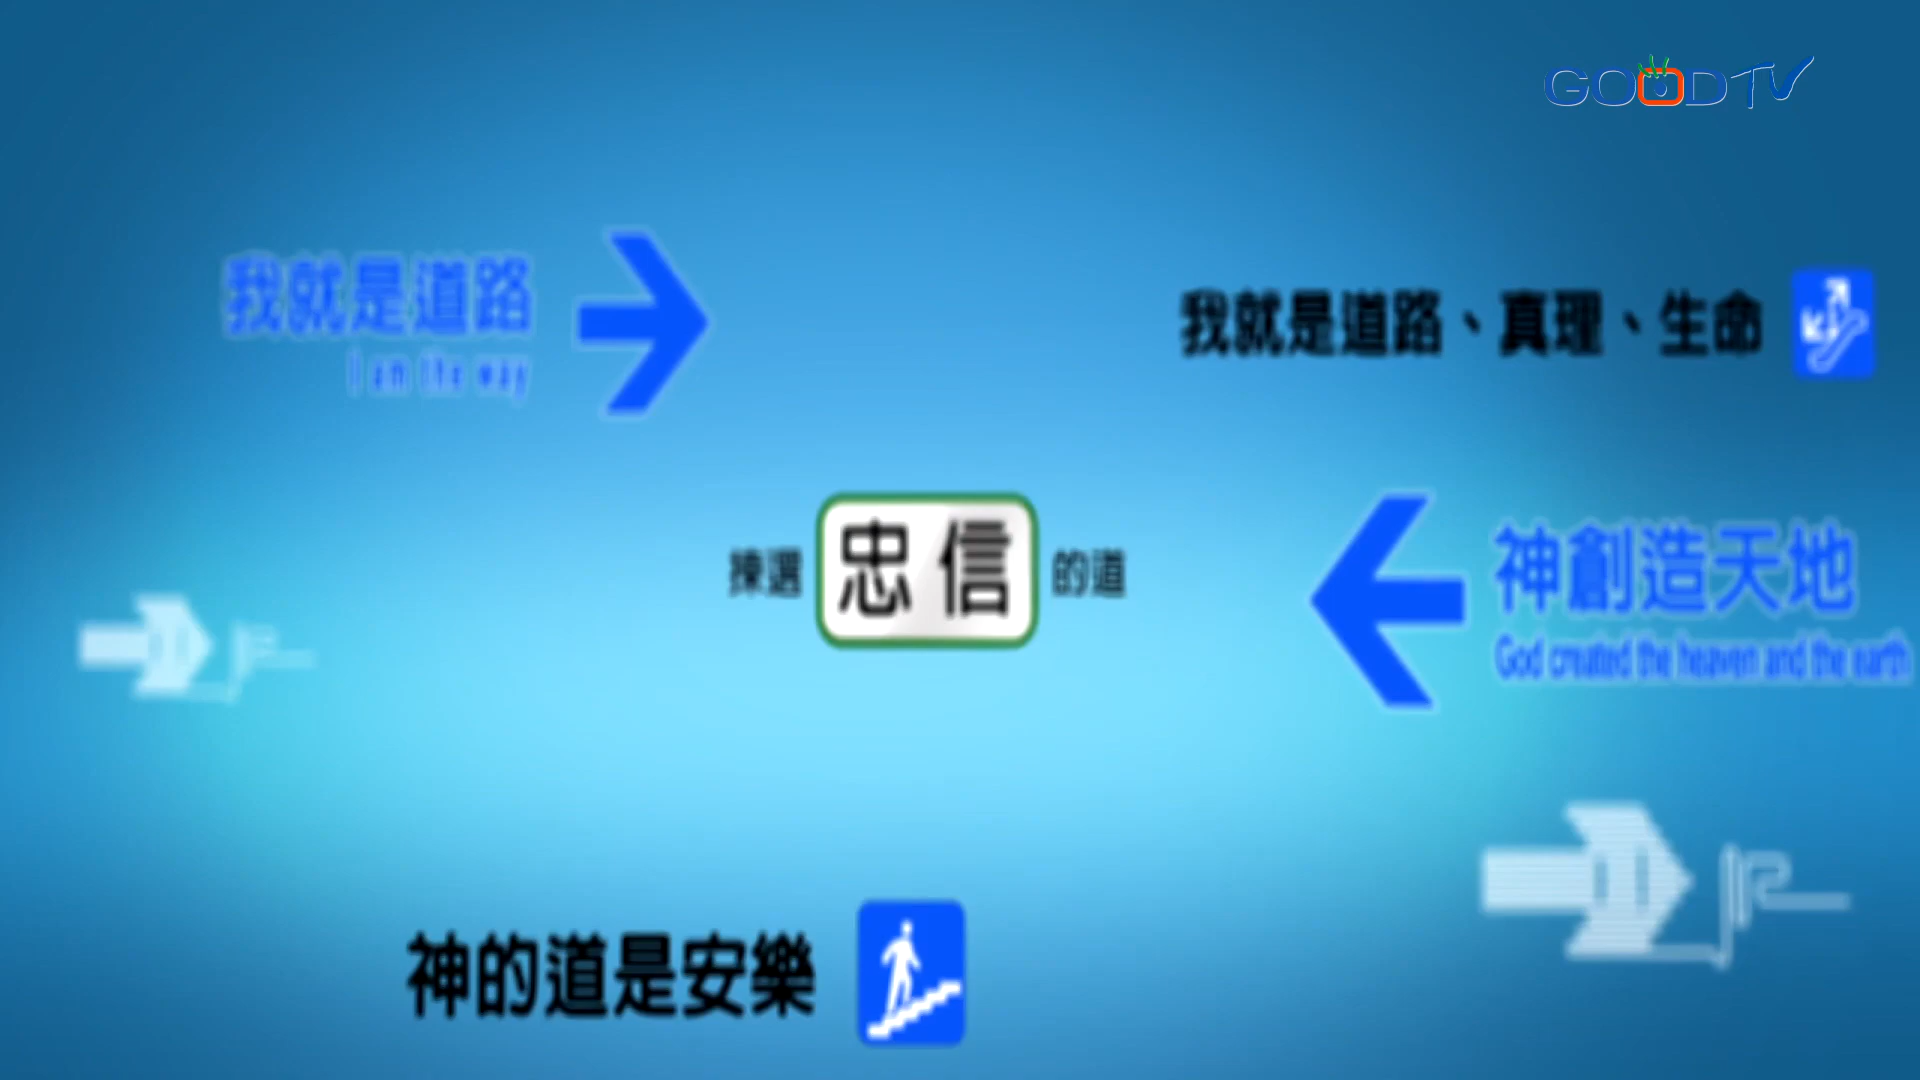 GOODTV
我就是道路
I am the way
我就是道路、真理、生命
揀選 忠信 的道
神創造天地
God created the heaven and the earth
神的道是安樂